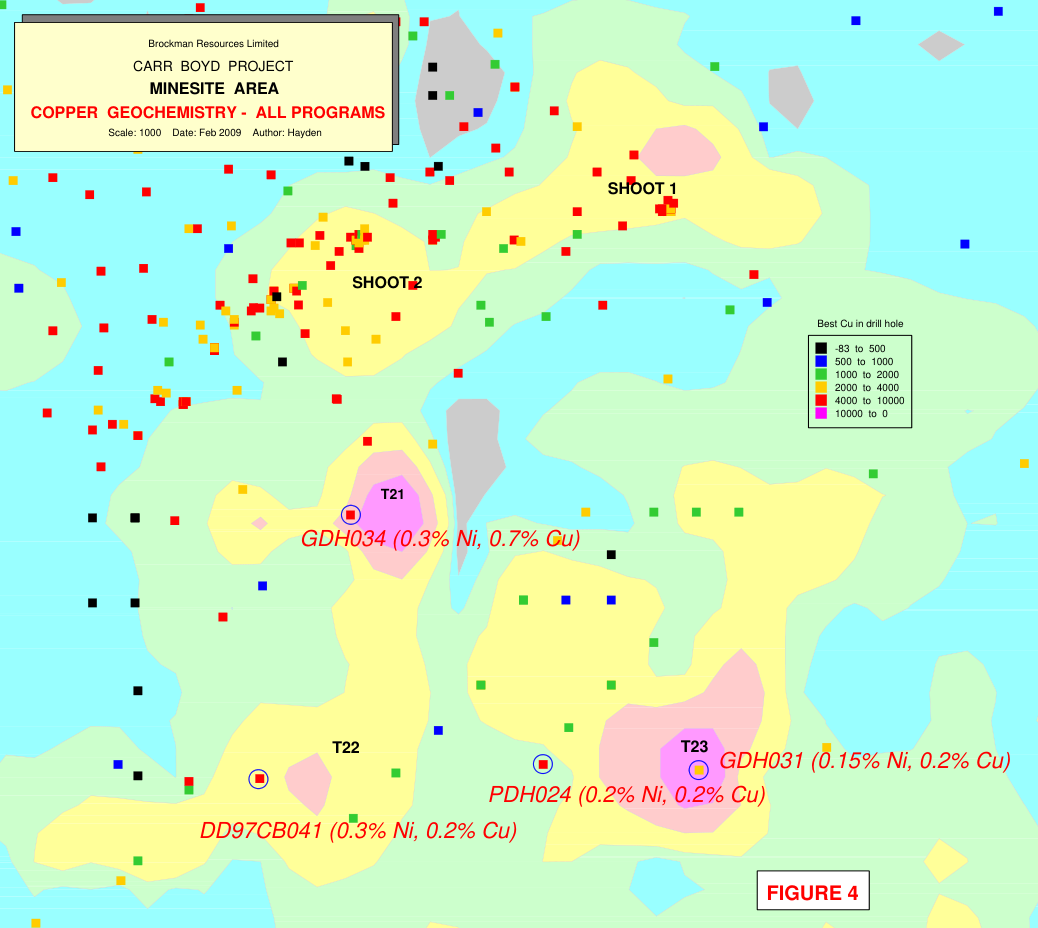 Brockman Resources Limited
CARR BOYD PROJECT
MINESITE AREA
COPPER GEOCHEMISTRY - ALL PROGRAMS
Scale: 1000 Date: Feb 2009 Author: Hayden
SHOOT 1
SHOOT 2
Best Cu in drill hole
-83 to 500
500 to 1000
1000 to 2000
2000 to 4000
4000 to 10000
10000 to 0
T21
GDH034 (0.3% Ni, 0.7% Cu)
T22
T23
GDH031 (0.15% Ni, 0.2% Cu)
PDH024 (0.2% Ni, 0.2% Cu)
DD97CB041 (0.3% Ni, 0.2% Cu)
FIGURE 4